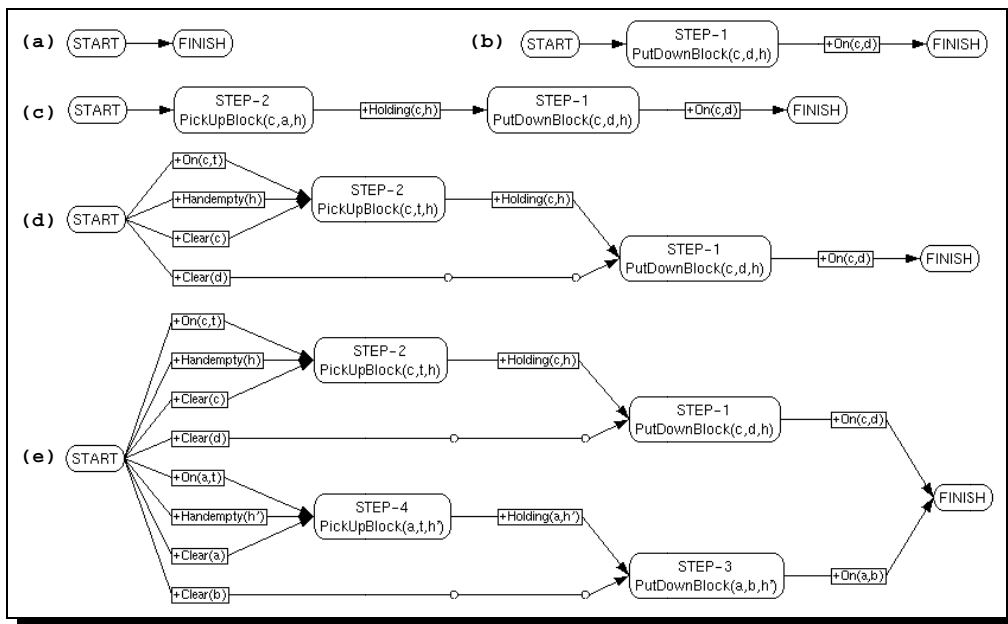 (a) START FINISH
(b) START STEP-1 PutDownBlock(c,d,h) +On(c,d) FINISH
(c) START STEP-2 PickUpBlock(c,a,h) +Holding(c,h) STEP-1 PutDownBlock(c,d,h) +On(c,d) FINISH
(d) START
+On(c,t)
+Handempty(h)
+Clear(c)
+Clear(d)
STEP-2
PickUpBlock(c,t,h)
+Holding(c,h)
STEP-1
PutDownBlock(c,d,h)
+On(c,d)
FINISH
(e) START
+On(c,t)
+Handempty(h)
+Clear(c)
+Clear(d)
+On(a,t)
+Handempty(h')
+Clear(a)
+Clear(b)
STEP-2
PickUpBlock(c,t,h)
+Holding(c,h)
STEP-1
PutDownBlock(c,d,h)
+On(c,d)
STEP-4
PickUpBlock(a,t,h')
+Holding(a,h')
STEP-3
PutDownBlock(a,b,h')
+On(a,b)
FINISH